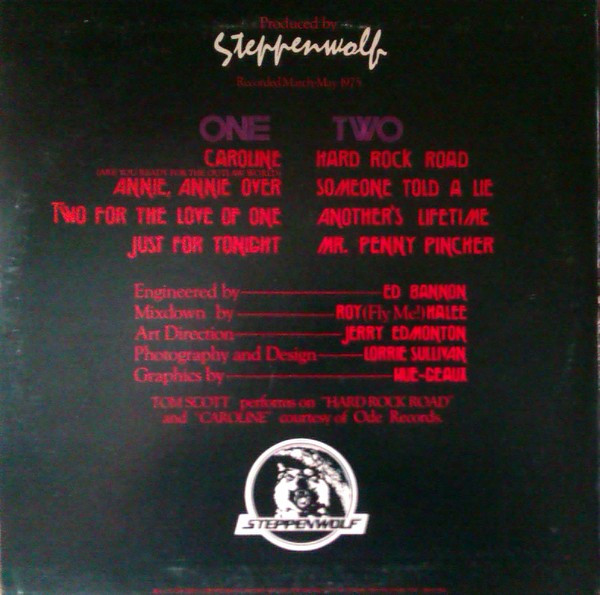 Produced by
Steppenwolf
Recorded March-May 1975
ONE TWO
CAROLINE
(ARE YOU READY FOR THE OUTLAW WORLD)
ANNIE, ANNIE OVER
TWO FOR THE LOVE OF ONE
JUST FOR TONIGHT
HARD ROCK ROAD
SOMEONE TOLD A LIE
ANOTHER'S LIFETIME
MR. PENNY PINCHER
Engineered by ED BANNON
Mixdown by ROY (Fly Me!) HALEE
Art Direction JERRY EDMONTON
Photography and Design LORRIE SULLIVAN
Graphics by HUE-GEAUX
TOM SCOTT performs on "HARD ROCK ROAD"
and "CAROLINE" courtesy of Ode Records.
STEPPENWOLF